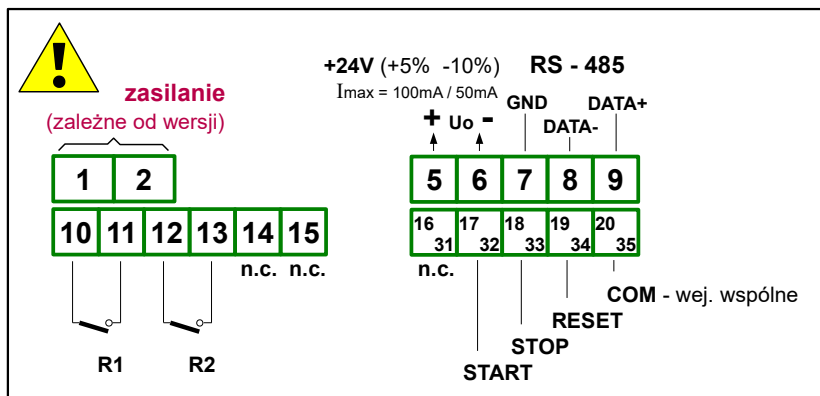 !
zasilanie
(zależne od wersji)
+24V (+5% -10%)
Imax = 100mA / 50mA
+ Uo -
RS - 485
GND
DATA-
DATA+
1 2
5 6 7 8 9
10 11 12 13 14 15
n.c. n.c.
16 17 18 19 20
31 32 33 34 35
n.c.
COM - wej. wspólne
RESET
STOP
START
R1 R2